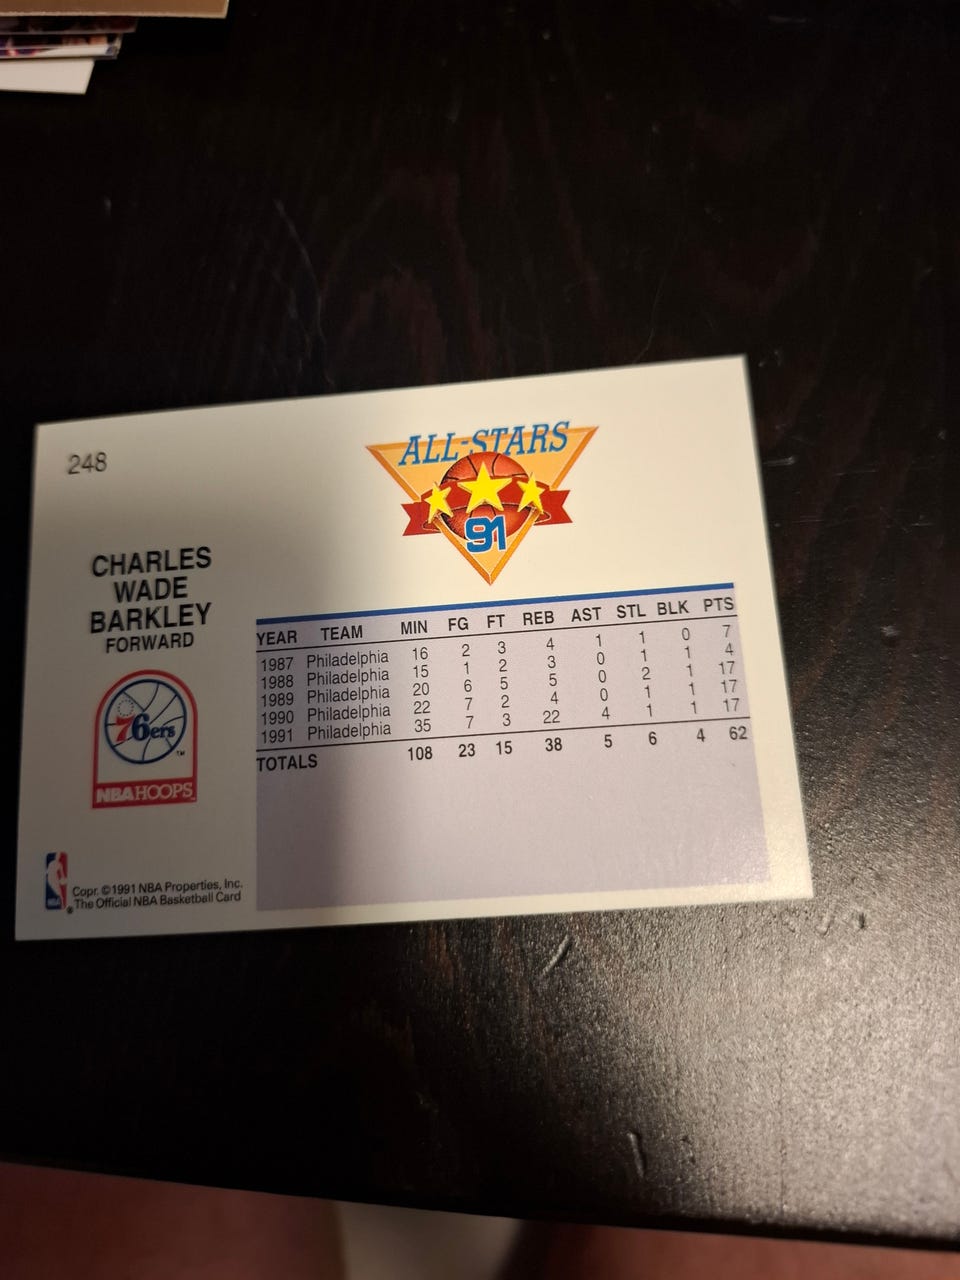 248
ALL-STARS
91
CHARLES
WADE
BARKLEY
FORWARD
76ers™
NBA HOOPS
YEAR TEAM MIN FG FT REB AST STL BLK PTS
1987 Philadelphia 16 2 3 4 1 1 0 7
1988 Philadelphia 15 1 2 3 0 1 1 4
1989 Philadelphia 20 6 5 5 0 2 1 17
1990 Philadelphia 22 7 2 4 0 1 1 17
1991 Philadelphia 35 7 3 22 4 1 1 17
TOTALS 108 23 15 38 5 6 4 62
Copr. ©1991 NBA Properties, Inc.
® The Official NBA Basketball Card